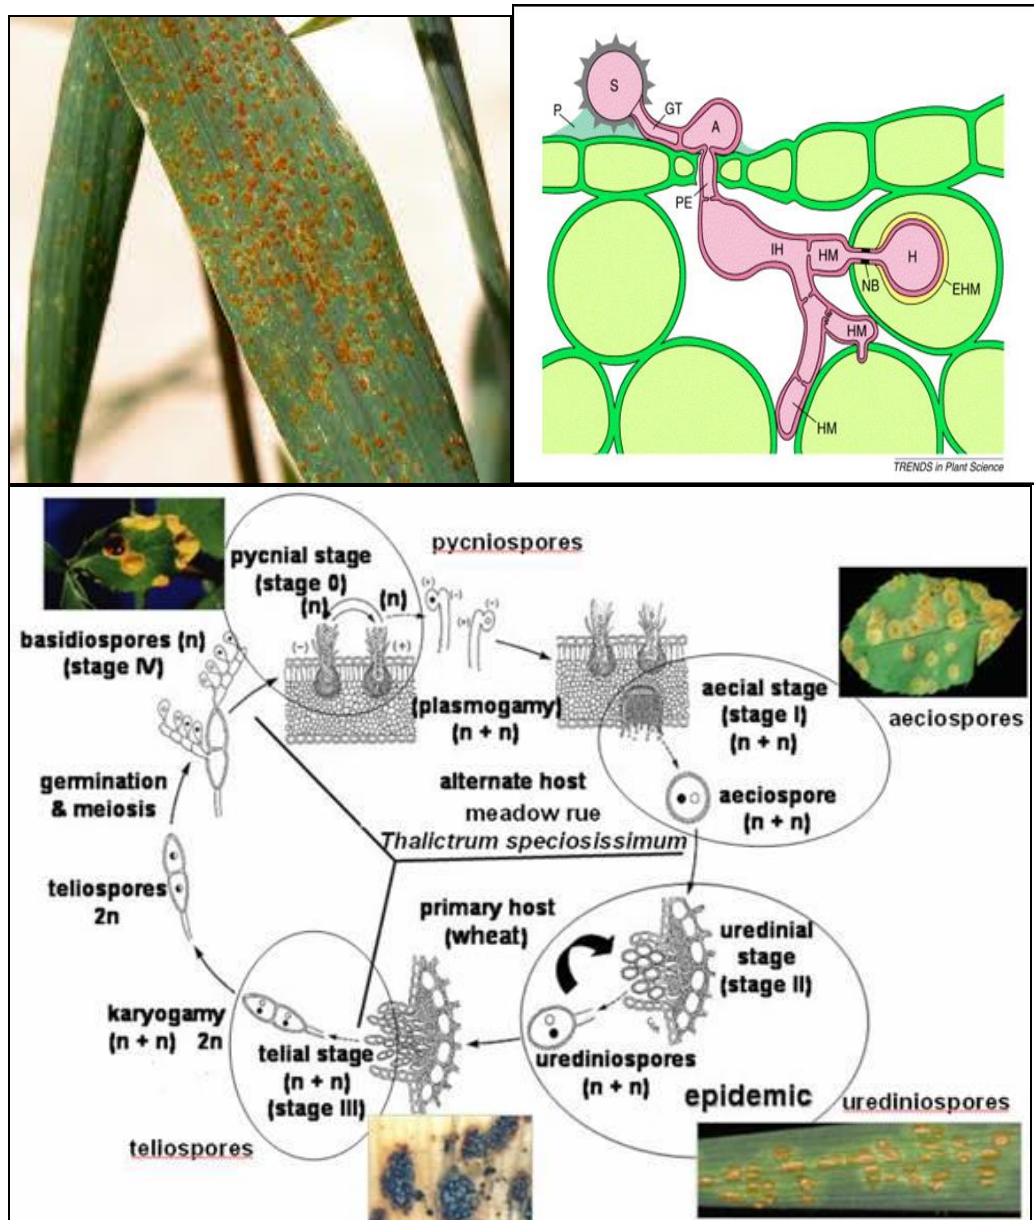 S
P
GT
A
PE
IH
HM
NB
H
EHM
HM
HM
TRENDS in Plant Science
pycnial stage
(stage 0)
(n)
(n)
(-)
(+)
pycniospores
(+)
(-)
(+)
(-)
basidiospores (n)
(stage IV)
(plasmogamy)
(n + n)
aecial stage
(stage I)
(n + n)
aeciospores
germination
& meiosis
alternate host
meadow rue
Thalictrum speciosissimum
aeciospore
(n + n)
teliospores
2n
primary host
(wheat)
uredinial
stage
(stage II)
karyogamy
(n + n) 2n
telial stage
(n + n)
(stage III)
urediniospores
(n + n)
epidemic
urediniospores
teliospores